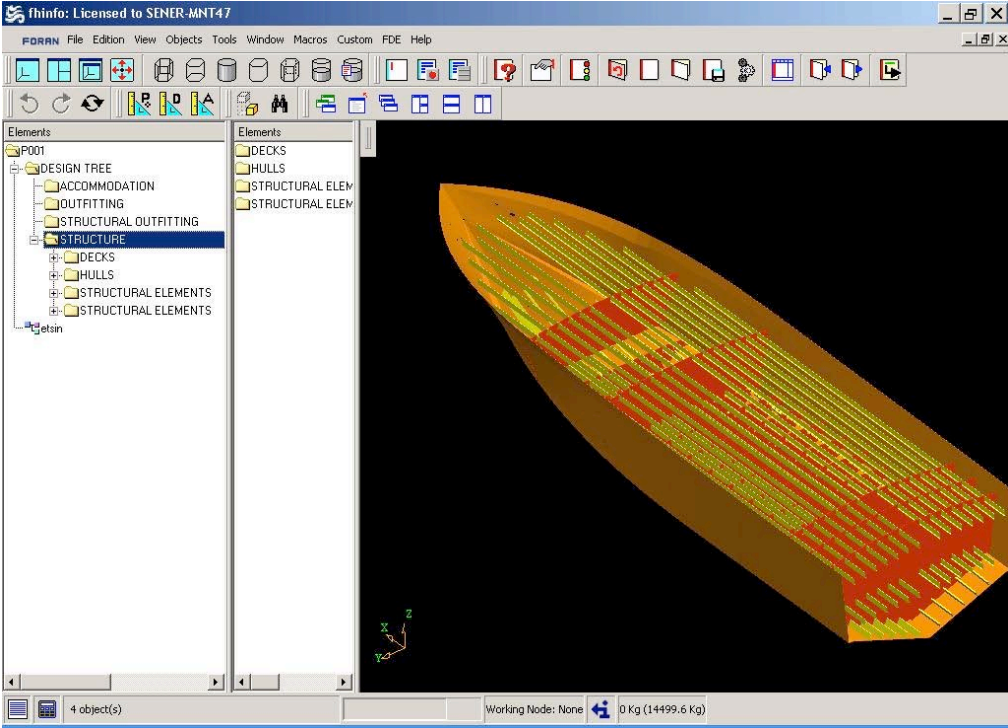 fhinfo: Licensed to SENER-MNT47
FORAN File Edition View Objects Tools Window Macros Custom FDE Help
P. D A
Elements
P001
DESIGN TREE
ACCOMMODATION
OUTFITTING
STRUCTURAL OUTFITTING
STRUCTURE
DECKS
HULLS
STRUCTURAL ELEMENTS
STRUCTURAL ELEMENTS
etsin
Elements
DECKS
HULLS
STRUCTURAL ELEM
STRUCTURAL ELEM
Z
X
Y
4 object(s)
Working Node: None
0 Kg (14499.6 Kg)